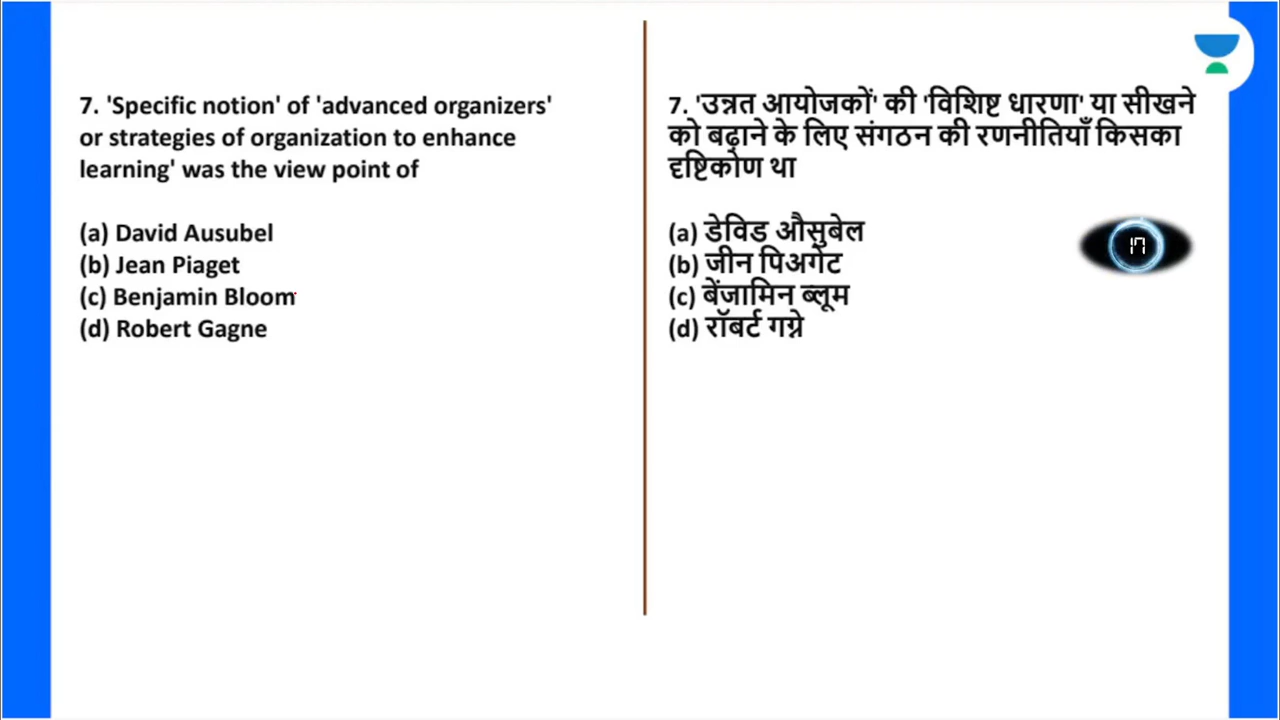 7. 'Specific notion' of 'advanced organizers'
or strategies of organization to enhance
learning' was the view point of
(a) David Ausubel
(b) Jean Piaget
(c) Benjamin Bloom
(d) Robert Gagne
7. 'उन्नत आयोजकों' की 'विशिष्ट धारणा' या सीखने
को बढ़ाने के लिए संगठन की रणनीतियाँ किसका
दृष्टिकोण था
(a) डेविड औसुबेल
(b) जीन पिअगेट
(c) बेंजामिन ब्लूम
(d) रॉबर्ट गग्ने
17